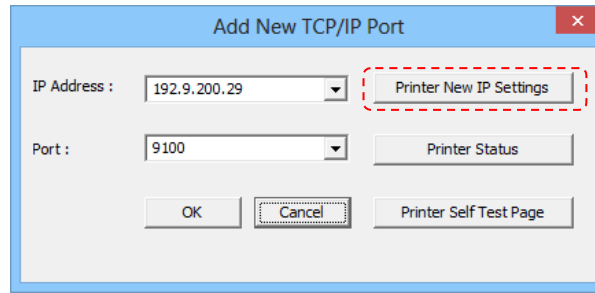 Add New TCP/IP Port
IP Address :
192.9.200.29
Printer New IP Settings
Port :
9100
Printer Status
OK
Cancel
Printer Self Test Page